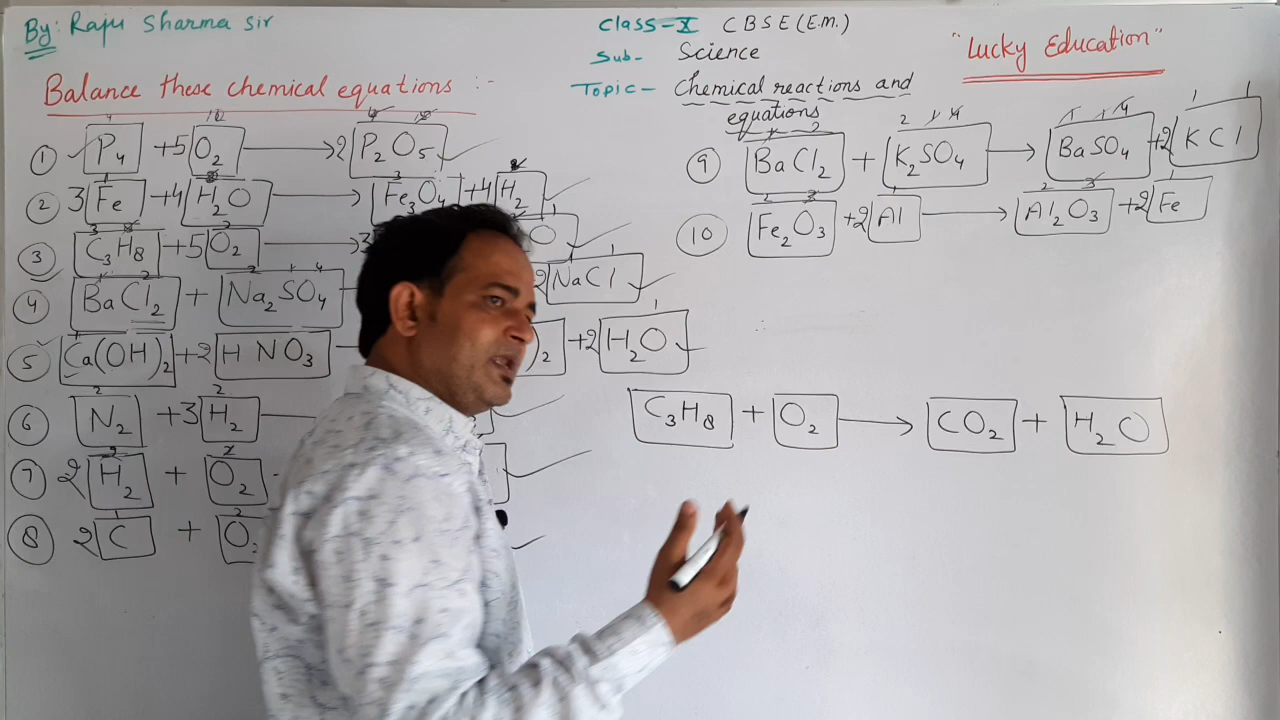 By: Raju Sharma Sir
Class-X CBSE (E.m.)
Sub- Science
Topic- Chemical reactions and
equations
"Lucky Education"
Balance these chemical equations :-
① P₄ + 5 O₂ → 2 P₂O₅
② 3 Fe + 4 H₂O → Fe₃O₄ + 4 H₂
③ C₃H₈ + 5 O₂ → 3 O
④ BaCl₂ + Na₂SO₄ 2 NaCl
⑤ Ca(OH)₂ + 2 HNO₃ )₂ + 2 H₂O
⑥ N₂ + 3 H₂
⑦ 2 H₂ + O₂
⑧ 2 C + O₂
⑨ BaCl₂ + K₂SO₄ → BaSO₄ + 2 KCl
⑩ Fe₂O₃ + 2 Al → Al₂O₃ + 2 Fe
C₃H₈ + O₂ → CO₂ + H₂O